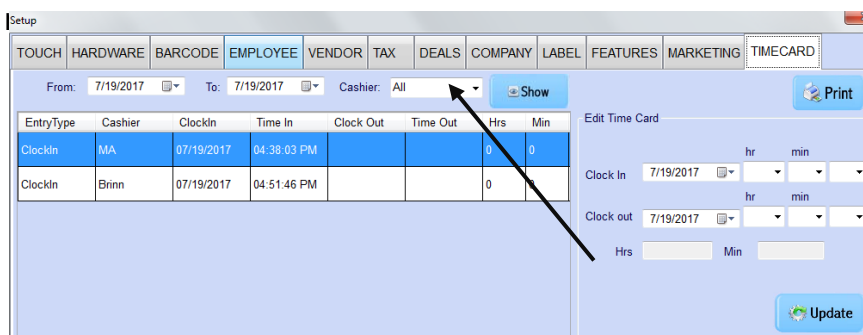 Setup
TOUCH HARDWARE BARCODE EMPLOYEE VENDOR TAX DEALS COMPANY LABEL FEATURES MARKETING TIMECARD
From: 7/19/2017 To: 7/19/2017 Cashier: All Show Print
EntryType Cashier ClockIn Time In Clock Out Time Out Hrs Min
ClockIn MA 07/19/2017 04:38:03 PM 0 0
ClockIn Brinn 07/19/2017 04:51:46 PM 0 0
Edit Time Card
hr min
Clock In 7/19/2017
hr min
Clock out 7/19/2017
Hrs Min
Update